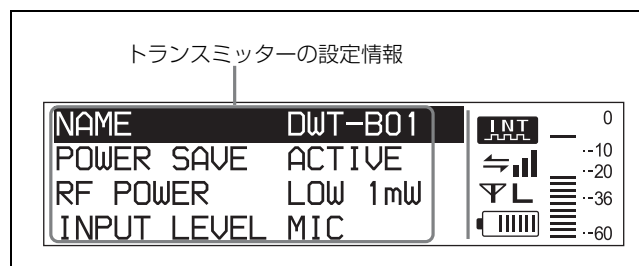 トランスミッターの設定情報
NAME DWT-B01
POWER SAVE ACTIVE
RF POWER LOW 1mW
INPUT LEVEL MIC
INT
L
0
-10
-20
-36
-60